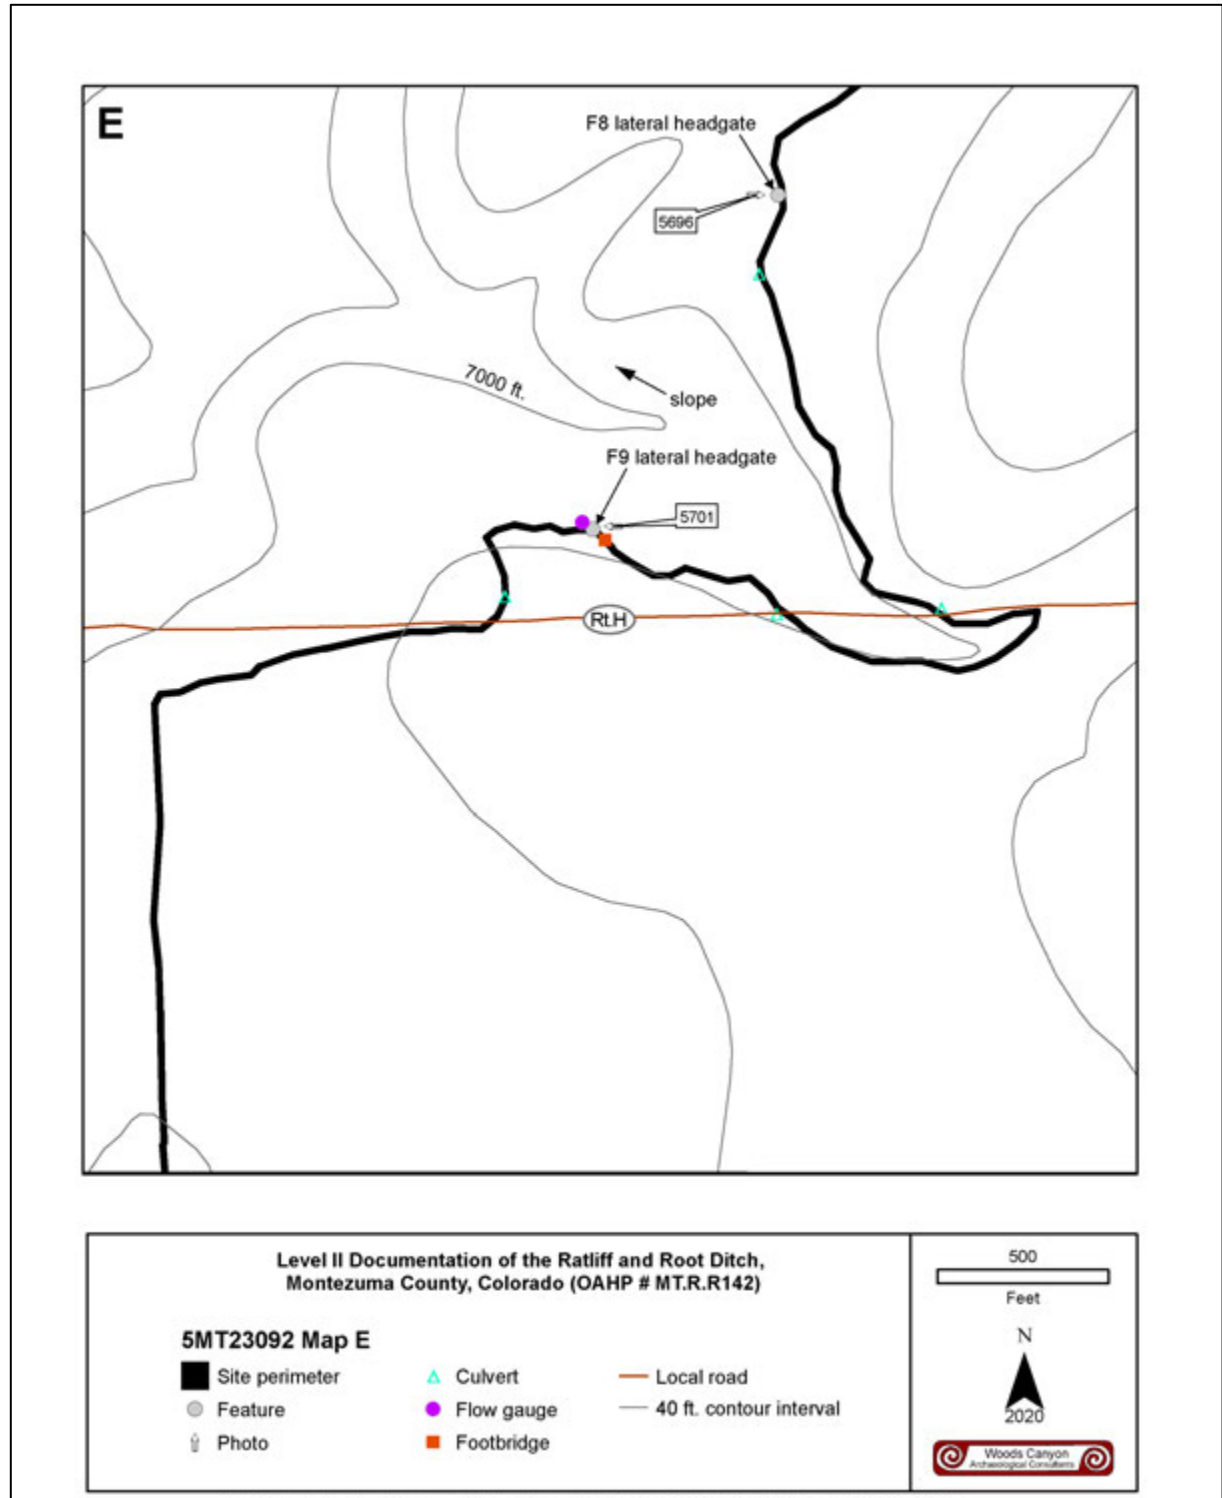 E
F8 lateral headgate
5696
7000 ft.
slope
F9 lateral headgate
5701
Rt.H
Level II Documentation of the Ratliff and Root Ditch,
Montezuma County, Colorado (OAHP # MT.R.R142)
5MT23092 Map E
Site perimeter
Feature
Photo
Culvert
Flow gauge
Footbridge
Local road
40 ft. contour interval
500
Feet
N
2020
Woods Canyon
Archaeological Consultants